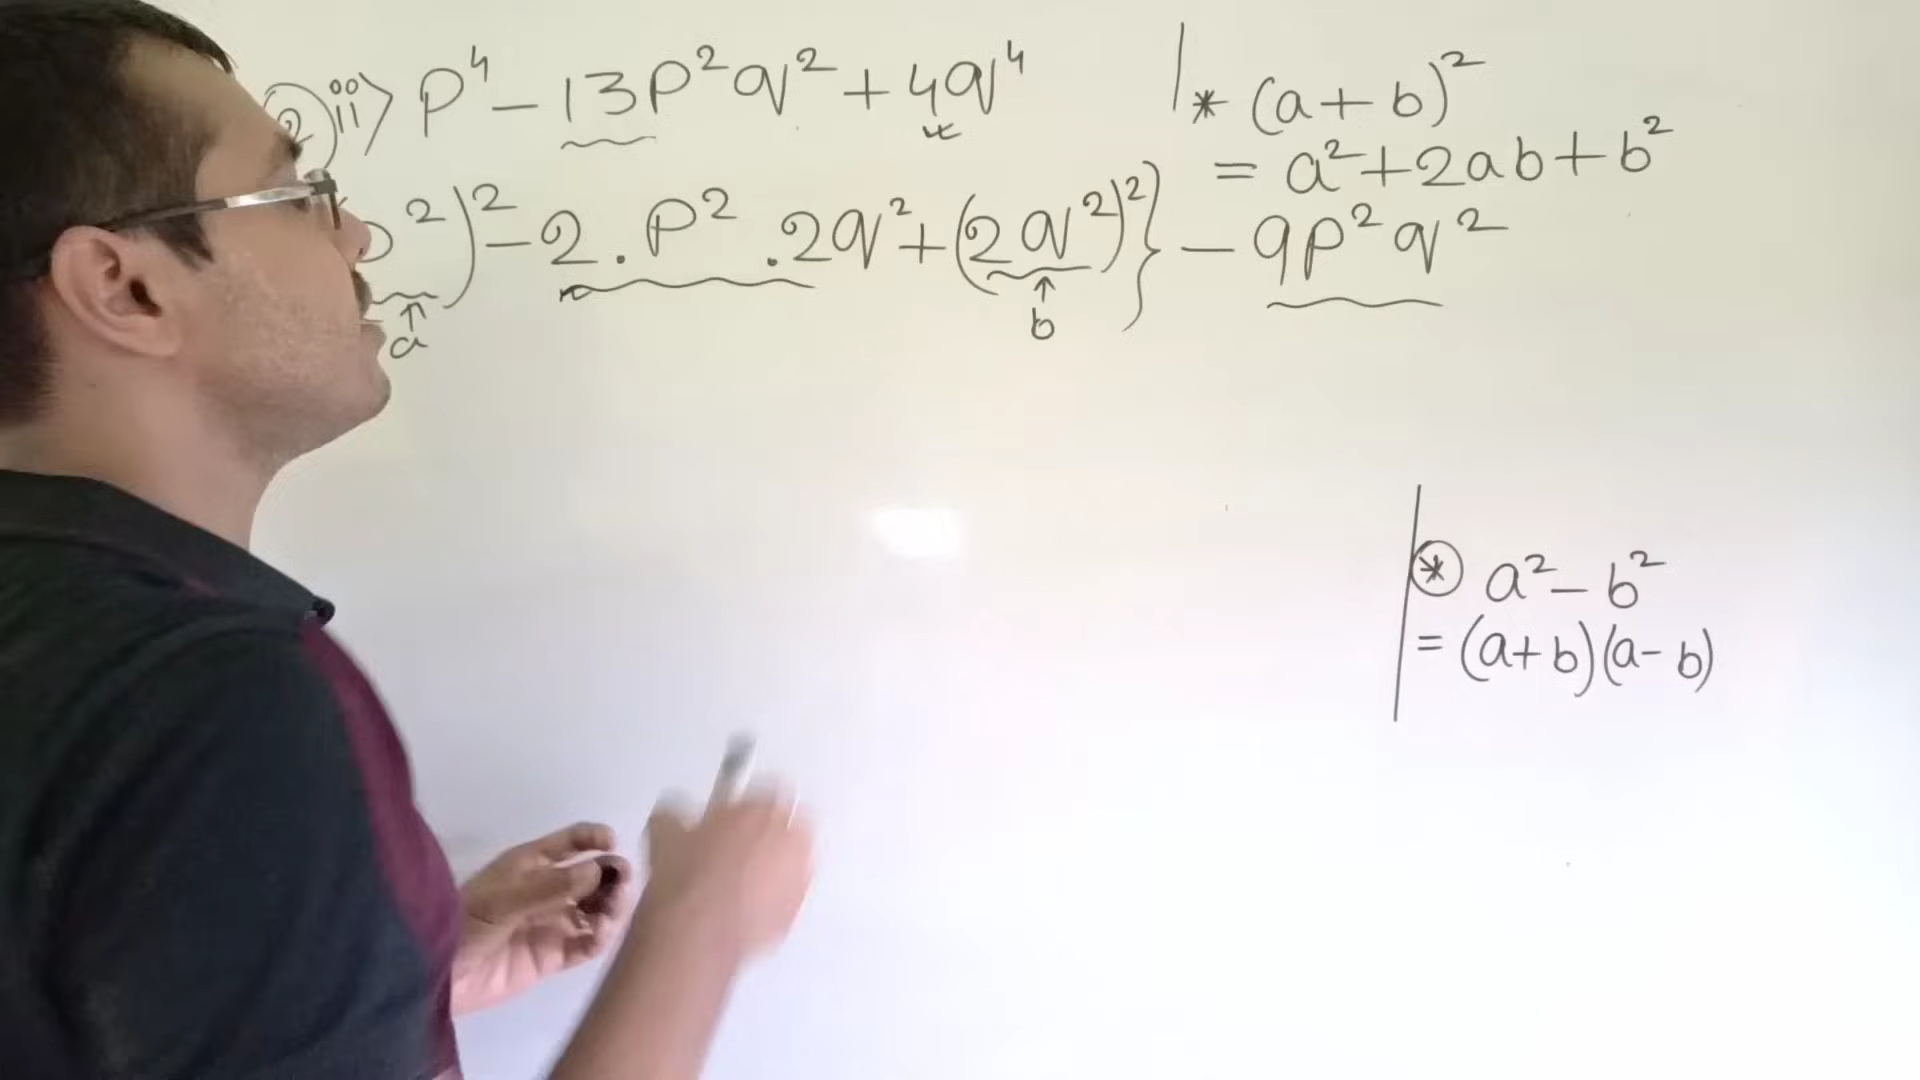 2 ii> p⁴ - 13p²q² + 4q⁴
²)² - 2 . p² . 2q² + (2q²)²} - 9p²q²
a
b
* (a + b)²
= a² + 2ab + b²
* a² - b²
= (a + b)(a - b)